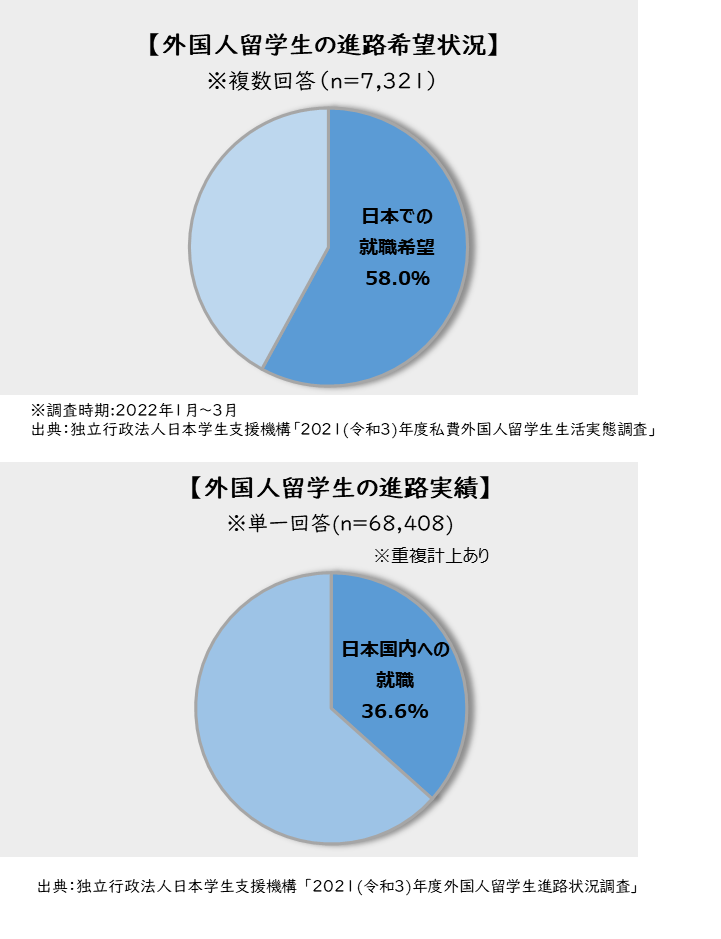 【外国人留学生の進路希望状況】
※複数回答（n=7,321）
日本での
就職希望
58.0%
※調査時期:2022年1月～3月
出典：独立行政法人日本学生支援機構「2021(令和3)年度私費外国人留学生生活実態調査」
【外国人留学生の進路実績】
※単一回答(n=68,408)
※重複計上あり
日本国内への
就職
36.6%
出典：独立行政法人日本学生支援機構「2021(令和3)年度外国人留学生進路状況調査」